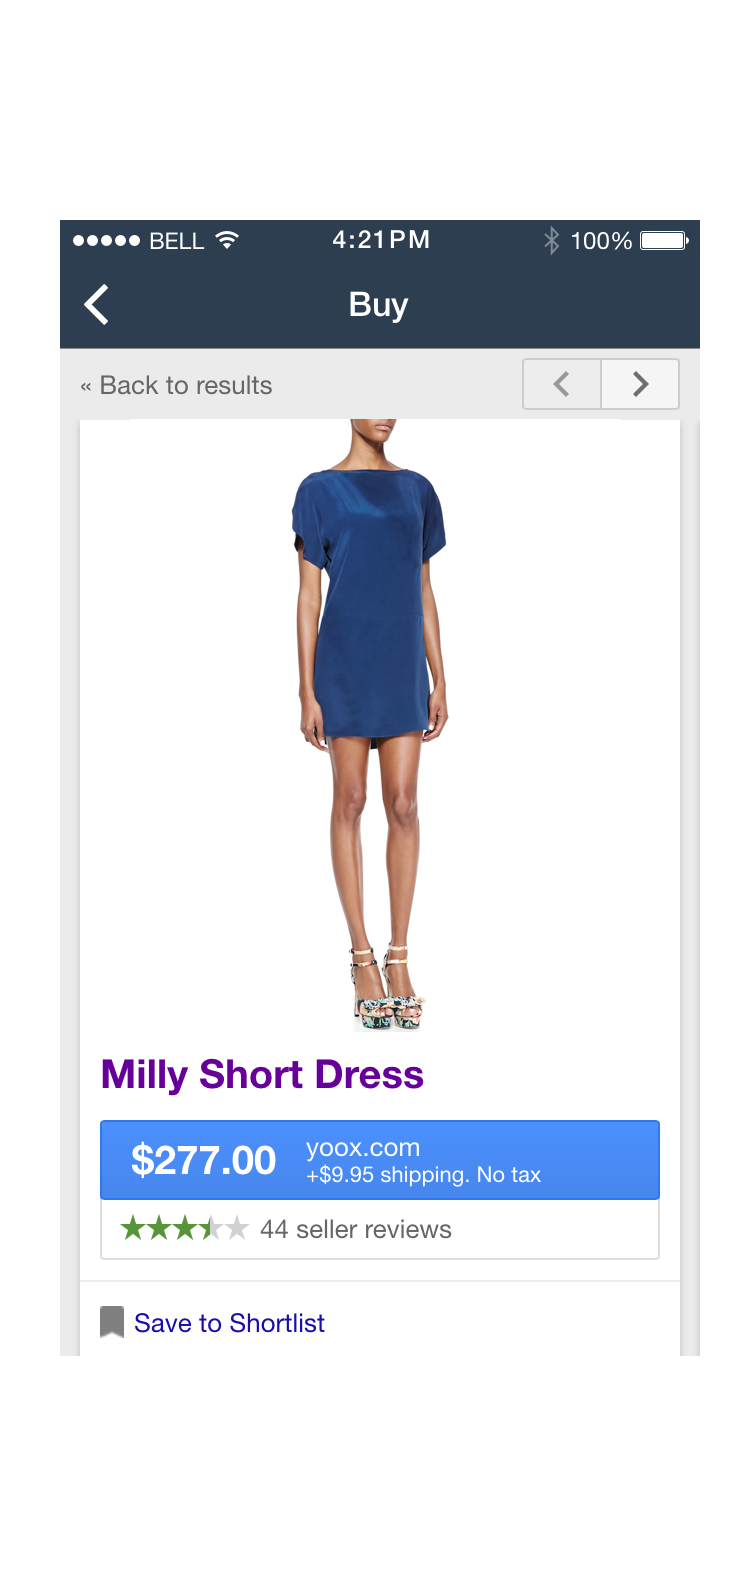 BELL 4:21PM 100%
Buy
« Back to results
Milly Short Dress
$277.00 yoox.com
+$9.95 shipping. No tax
44 seller reviews
Save to Shortlist